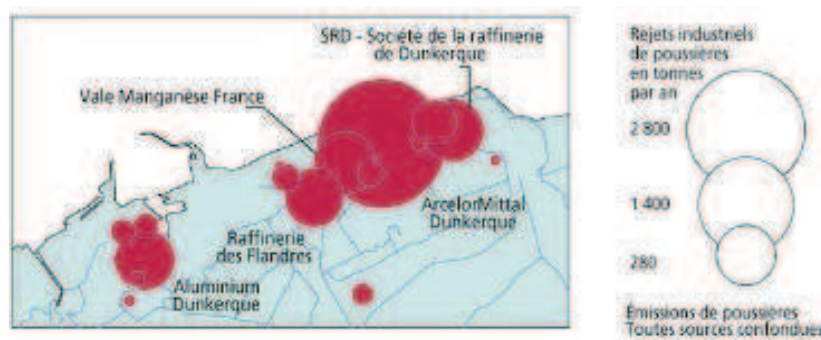 SRD - Société de la raffinerie
de Dunkerque
Vale Manganèse France
ArcelorMittal
Dunkerque
Raffinerie
des Flandres
Aluminium
Dunkerque
Rejets industriels
de poussières
en tonnes
par an
2 800
1 400
280
Émissions de poussières
Toutes sources confondues